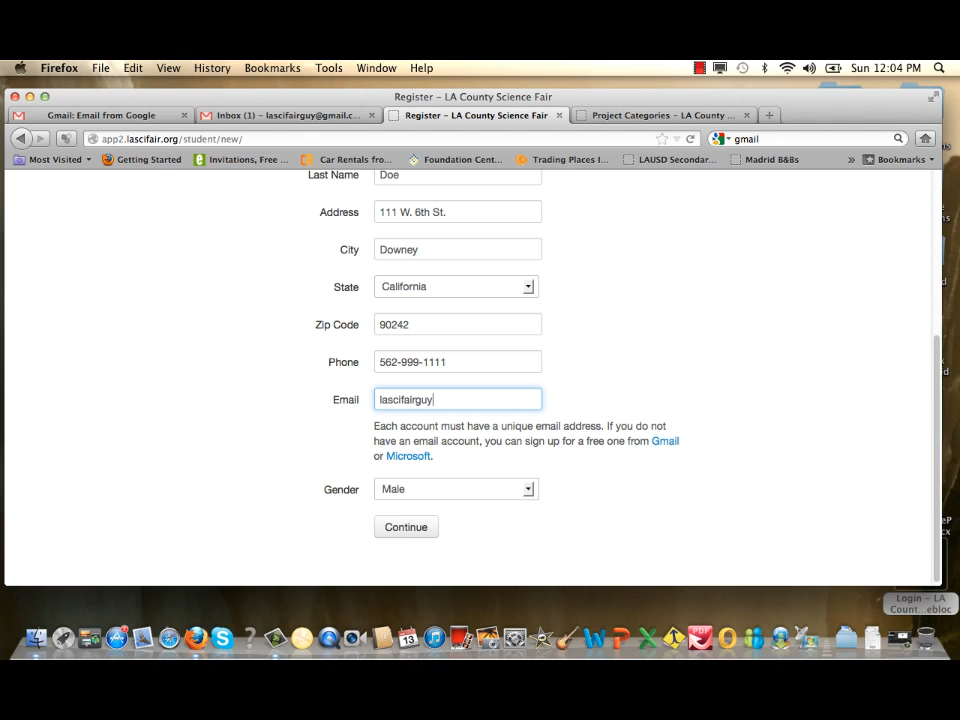 Firefox File Edit View History Bookmarks Tools Window Help Sun 12:04 PM
Register – LA County Science Fair
Gmail: Email from Google Inbox (1) – lascifairguy@gmail.c... Register – LA County Science Fair Project Categories – LA County ...
app2.lascifair.org/student/new/ gmail
Most Visited Getting Started Invitations, Free ... Car Rentals fro... Foundation Cent... Trading Places I... LAUSD Secondar... Madrid B&Bs » Bookmarks
Last Name Doe
Address 111 W. 6th St.
City Downey
State California
Zip Code 90242
Phone 562-999-1111
Email lascifairguy
Each account must have a unique email address. If you do not
have an email account, you can sign up for a free one from Gmail
or Microsoft.
Gender Male
Continue
Login – LA
Count...ebloc